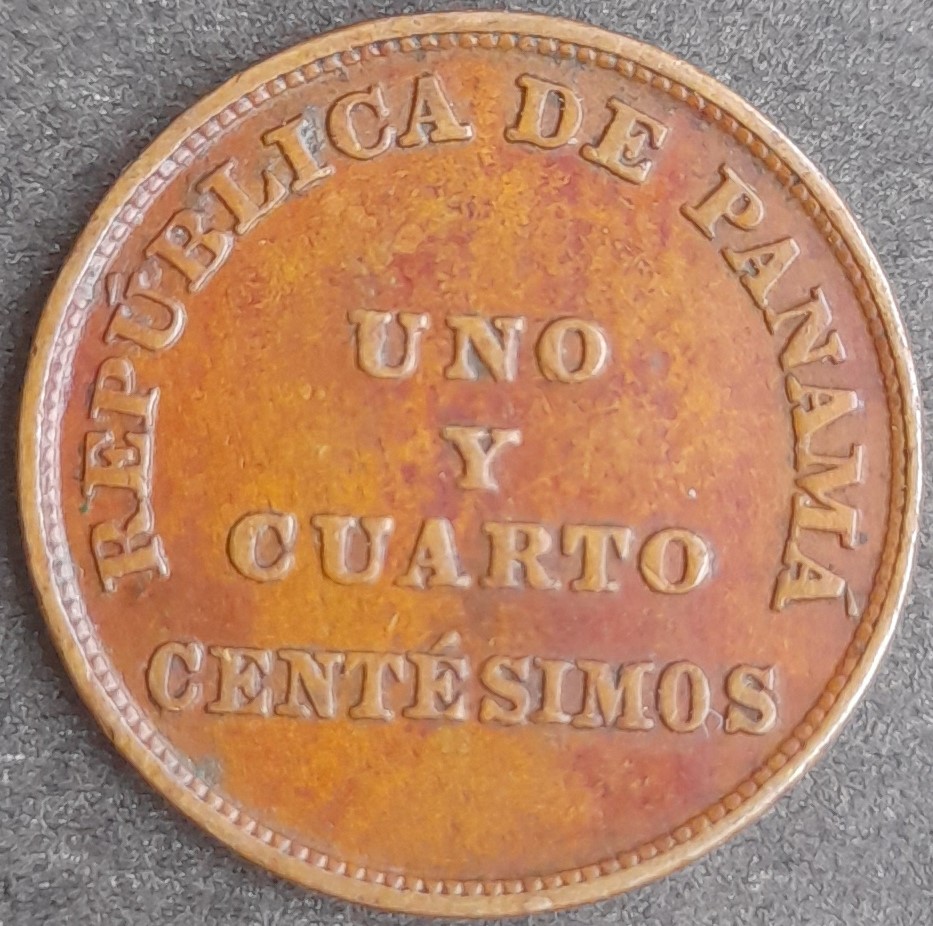 REPÚBLICA DE PANAMÁ
UNO
Y
CUARTO
CENTÉSIMOS